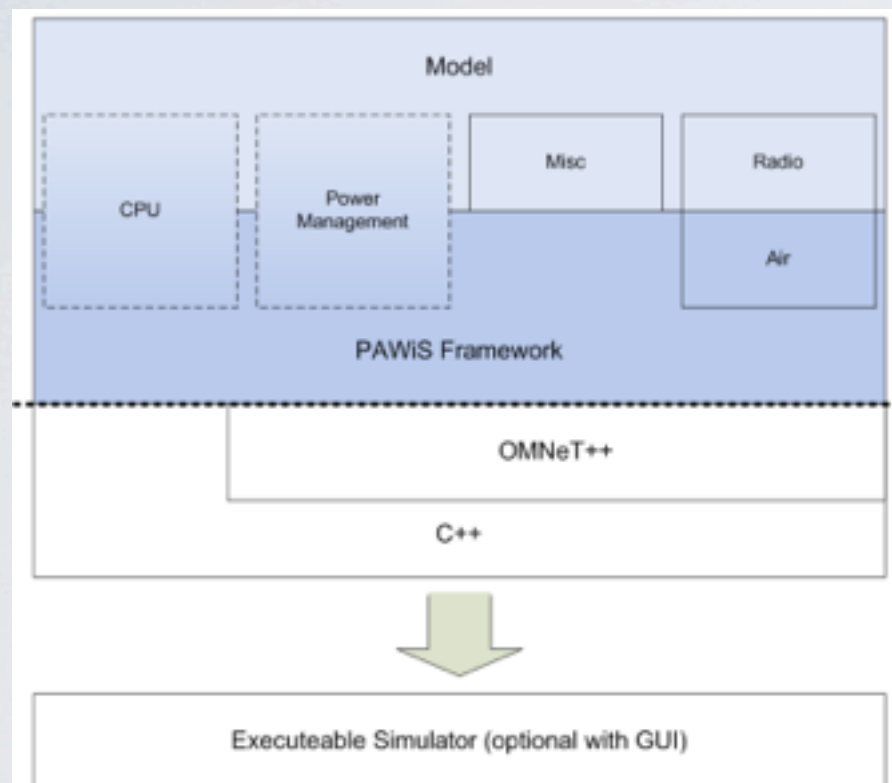 Model
CPU
Power
Management
Misc
Radio
Air
PAWiS Framework
OMNeT++
C++
Executeable Simulator (optional with GUI)